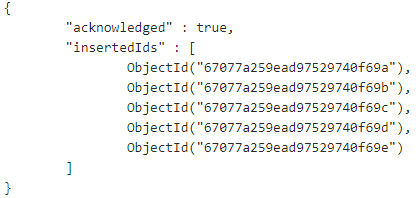 {
"acknowledged" : true,
"insertedIds" : [
ObjectId("67077a259ead97529740f69a"),
ObjectId("67077a259ead97529740f69b"),
ObjectId("67077a259ead97529740f69c"),
ObjectId("67077a259ead97529740f69d"),
ObjectId("67077a259ead97529740f69e")
]
}